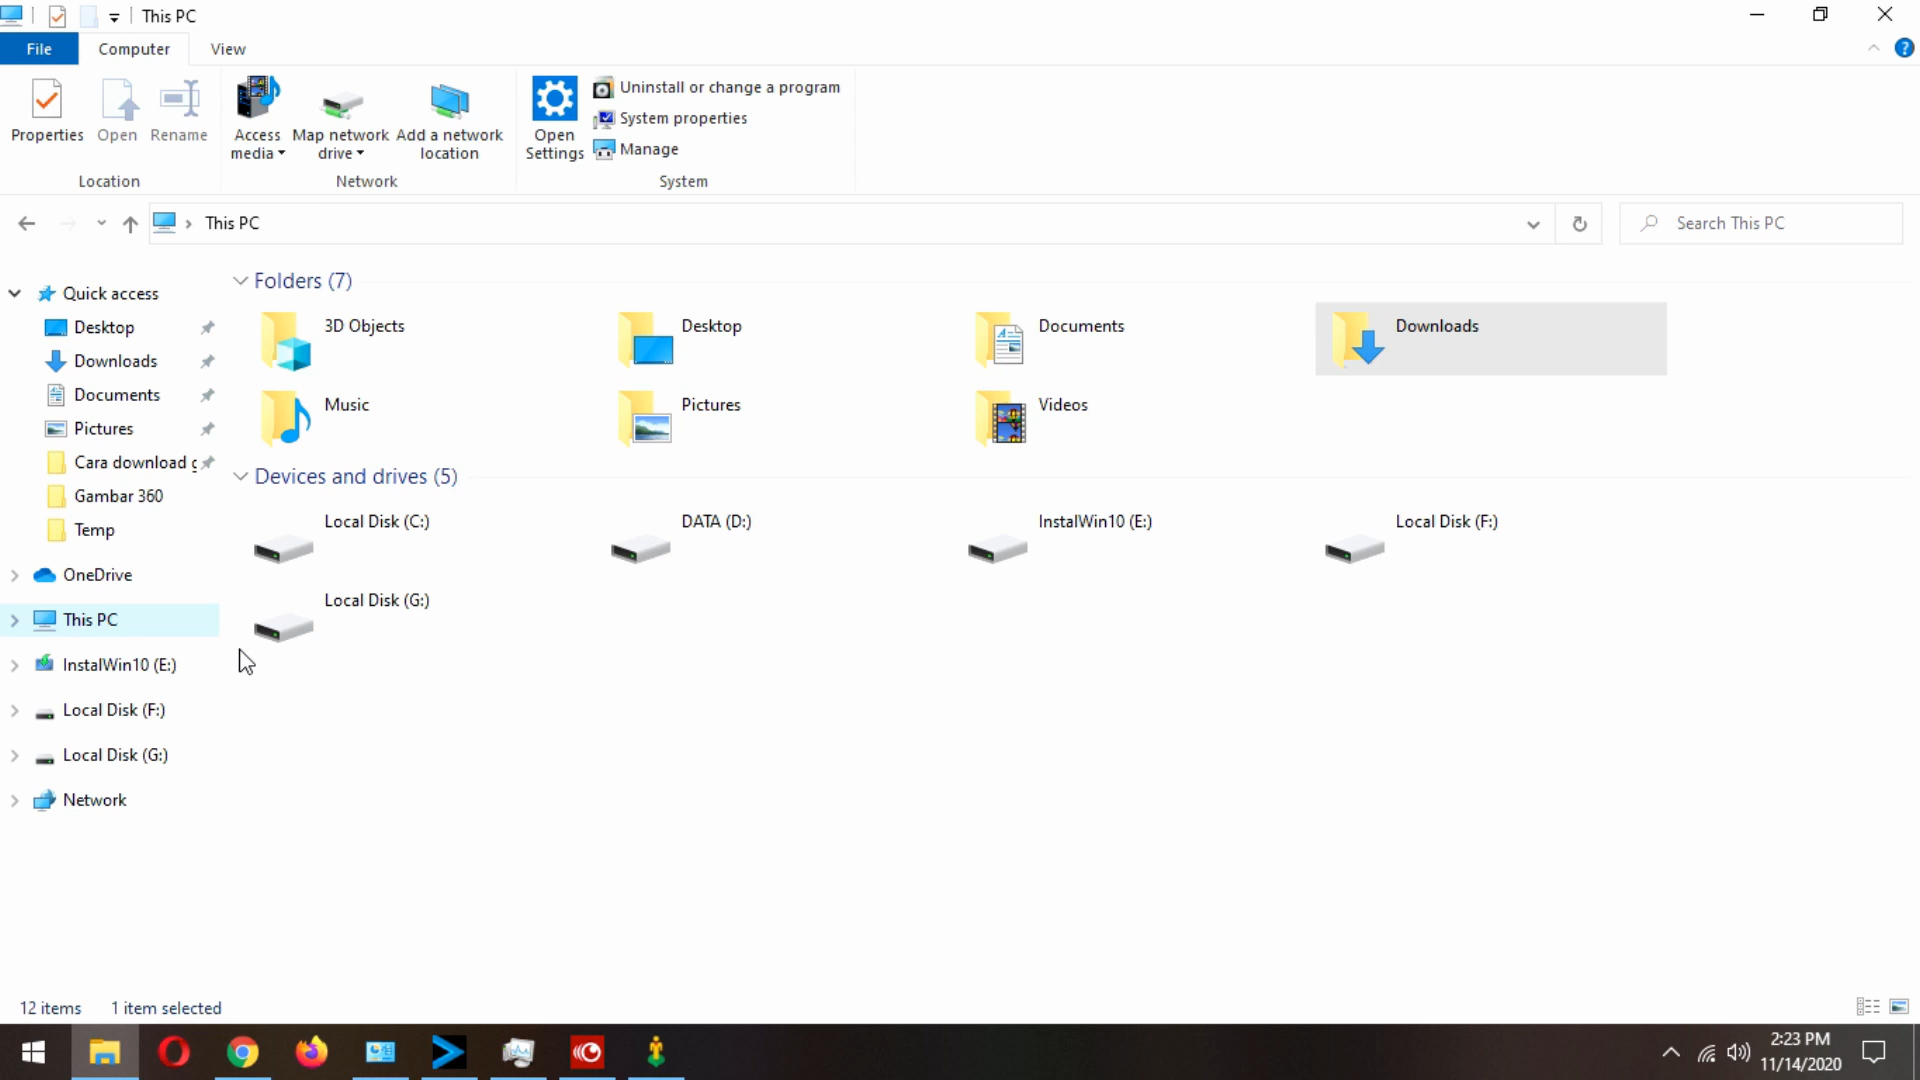 This PC
File Computer View
Properties Open Rename
Access media
Map network drive
Add a network location
Open Settings
Uninstall or change a program
System properties
Manage
Location Network System
This PC
Search This PC
Quick access
Desktop
Downloads
Documents
Pictures
Cara download
Gambar 360
Temp
OneDrive
This PC
InstalWin10 (E:)
Local Disk (F:)
Local Disk (G:)
Network
Folders (7)
3D Objects
Desktop
Documents
Downloads
Music
Pictures
Videos
Devices and drives (5)
Local Disk (C:)
DATA (D:)
InstalWin10 (E:)
Local Disk (F:)
Local Disk (G:)
12 items 1 item selected
2:23 PM
11/14/2020